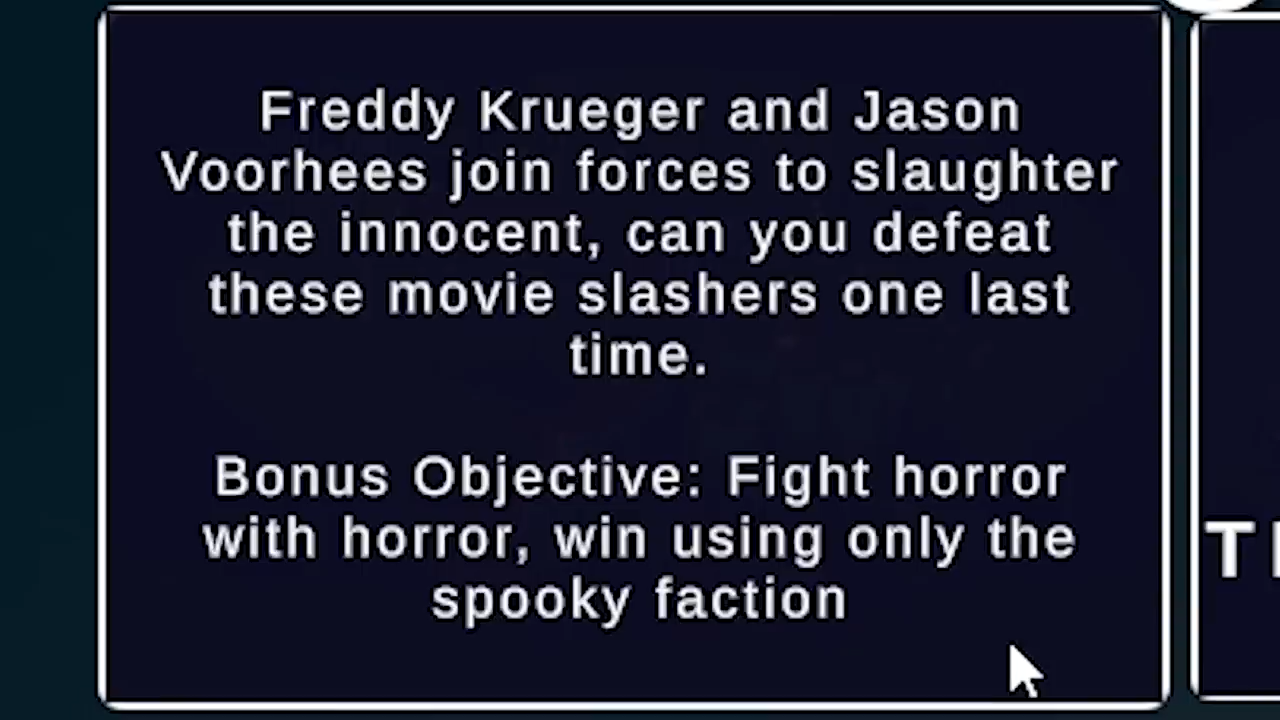 Freddy Krueger and Jason
Voorhees join forces to slaughter
the innocent, can you defeat
these movie slashers one last
time.
Bonus Objective: Fight horror
with horror, win using only the
spooky faction
T